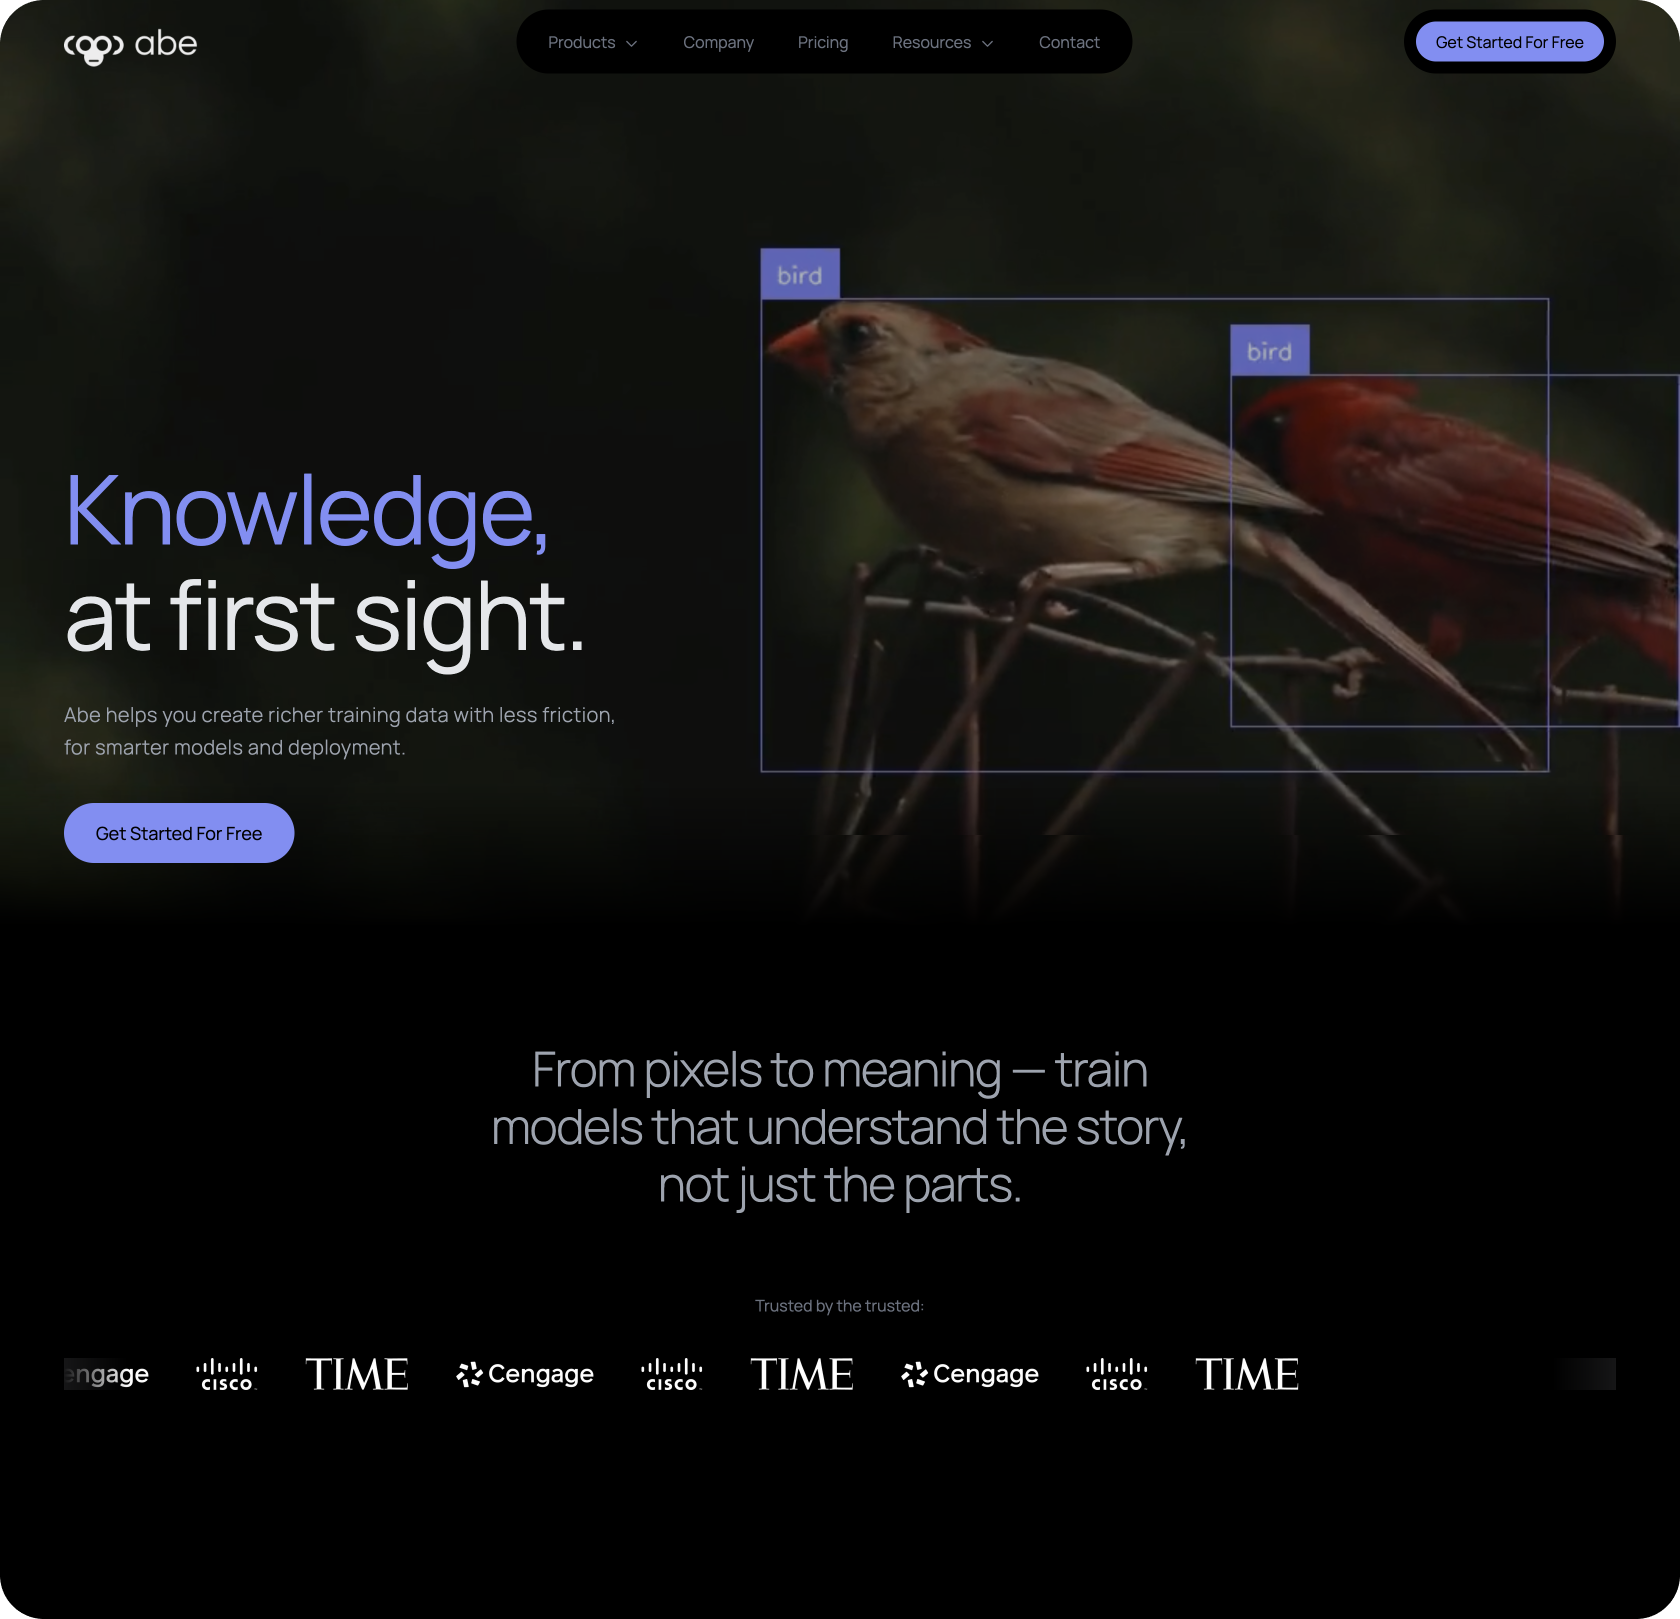 abe
Products
Company
Pricing
Resources
Contact
Get Started For Free
bird
bird
Knowledge,
at first sight.
Abe helps you create richer training data with less friction,
for smarter models and deployment.
Get Started For Free
From pixels to meaning — train
models that understand the story,
not just the parts.
Trusted by the trusted:
engage CISCO TIME Cengage CISCO TIME Cengage CISCO TIME